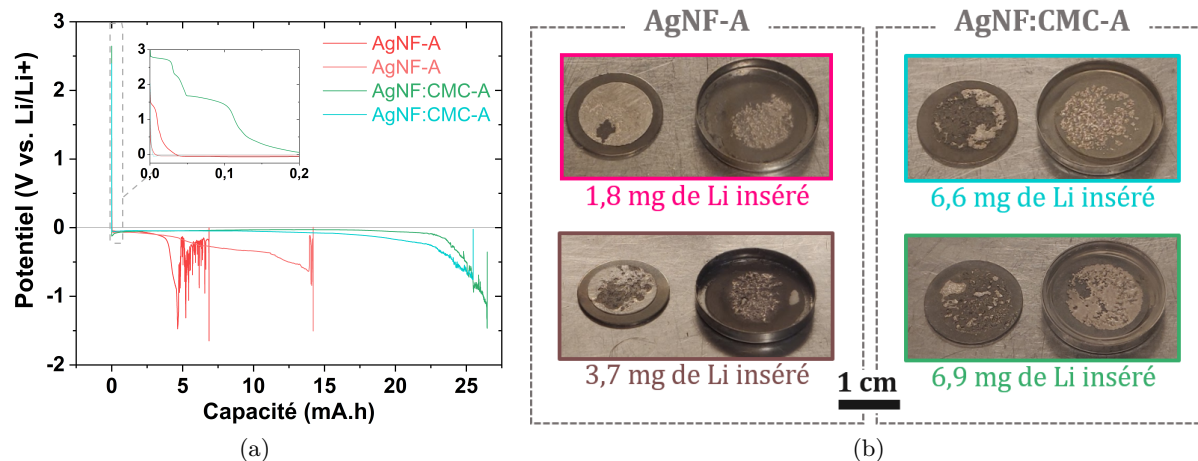 3
2
1
0
-1
-2
Potentiel (V vs. Li/Li+)
0
5
10
15
20
25
Capacité (mA.h)
3
2
1
0
0,0
0,1
0,2
AgNF-A
AgNF-A
AgNF:CMC-A
AgNF:CMC-A
(a)
AgNF-A
1,8 mg de Li inséré
3,7 mg de Li inséré
AgNF:CMC-A
6,6 mg de Li inséré
6,9 mg de Li inséré
1 cm
(b)